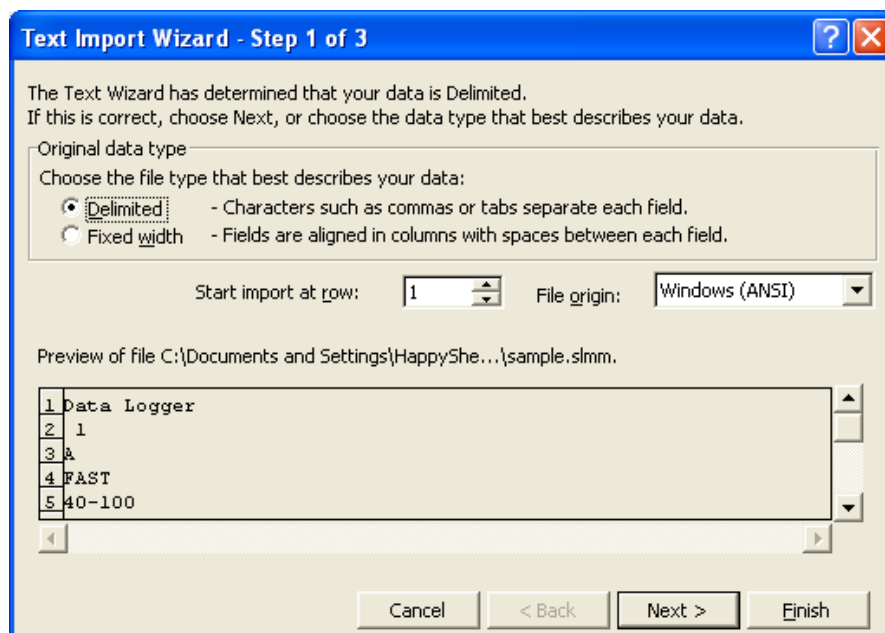 Text Import Wizard - Step 1 of 3
The Text Wizard has determined that your data is Delimited.
If this is correct, choose Next, or choose the data type that best describes your data.
Original data type
Choose the file type that best describes your data:
Delimited - Characters such as commas or tabs separate each field.
Fixed width - Fields are aligned in columns with spaces between each field.
Start import at row: 1 File origin: Windows (ANSI)
Preview of file C:\Documents and Settings\HappyShe...\sample.slmm.
1 Data Logger
2 1
3 A
4 FAST
5 40-100
Cancel < Back Next > Finish